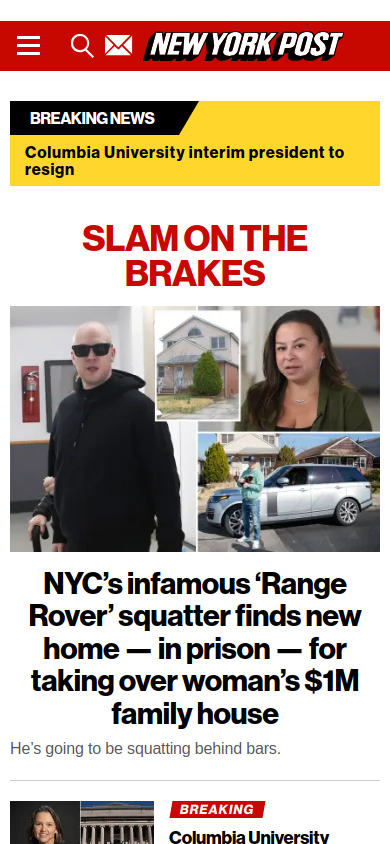 NEW YORK POST
BREAKING NEWS
Columbia University interim president to
resign
SLAM ON THE
BRAKES
NYC’s infamous ‘Range
Rover’ squatter finds new
home — in prison — for
taking over woman’s $1M
family house
He’s going to be squatting behind bars.
BREAKING
Columbia University